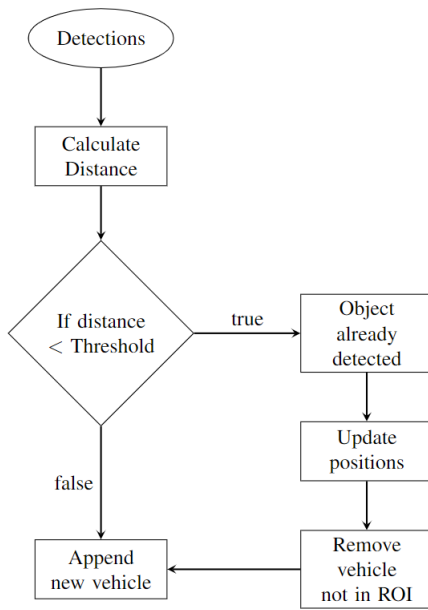 Detections
Calculate
Distance
If distance
< Threshold
true
Object
already
detected
Update
positions
false
Append
new vehicle
Remove
vehicle
not in ROI